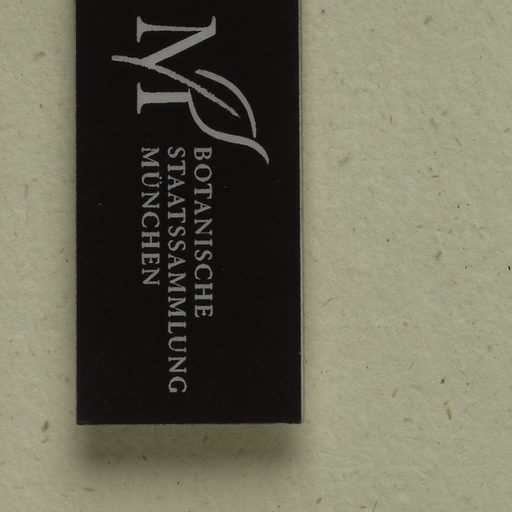 M
BOTANISCHE
STAATSSAMMLUNG
MÜNCHEN